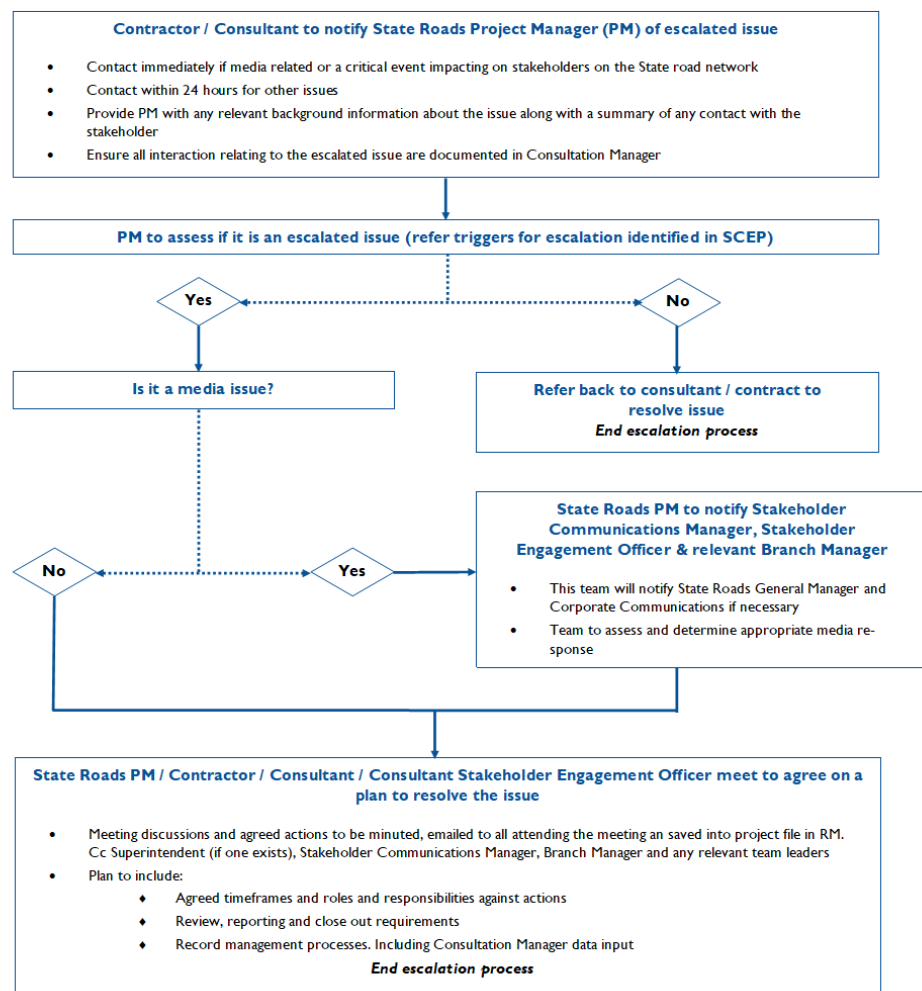 Contractor / Consultant to notify State Roads Project Manager (PM) of escalated issue
• Contact immediately if media related or a critical event impacting on stakeholders on the State road network
• Contact within 24 hours for other issues
• Provide PM with any relevant background information about the issue along with a summary of any contact with the
stakeholder
• Ensure all interaction relating to the escalated issue are documented in Consultation Manager
PM to assess if it is an escalated issue (refer triggers for escalation identified in SCEP)
Yes
No
Is it a media issue?
Refer back to consultant / contract to
resolve issue
End escalation process
No
Yes
State Roads PM to notify Stakeholder
Communications Manager, Stakeholder
Engagement Officer & relevant Branch Manager
• This team will notify State Roads General Manager and
Corporate Communications if necessary
• Team to assess and determine appropriate media re-
sponse
State Roads PM / Contractor / Consultant / Consultant Stakeholder Engagement Officer meet to agree on a
plan to resolve the issue
• Meeting discussions and agreed actions to be minuted, emailed to all attending the meeting an saved into project file in RM.
Cc Superintendent (if one exists), Stakeholder Communications Manager, Branch Manager and any relevant team leaders
• Plan to include:
♦ Agreed timeframes and roles and responsibilities against actions
♦ Review, reporting and close out requirements
♦ Record management processes. Including Consultation Manager data input
End escalation process